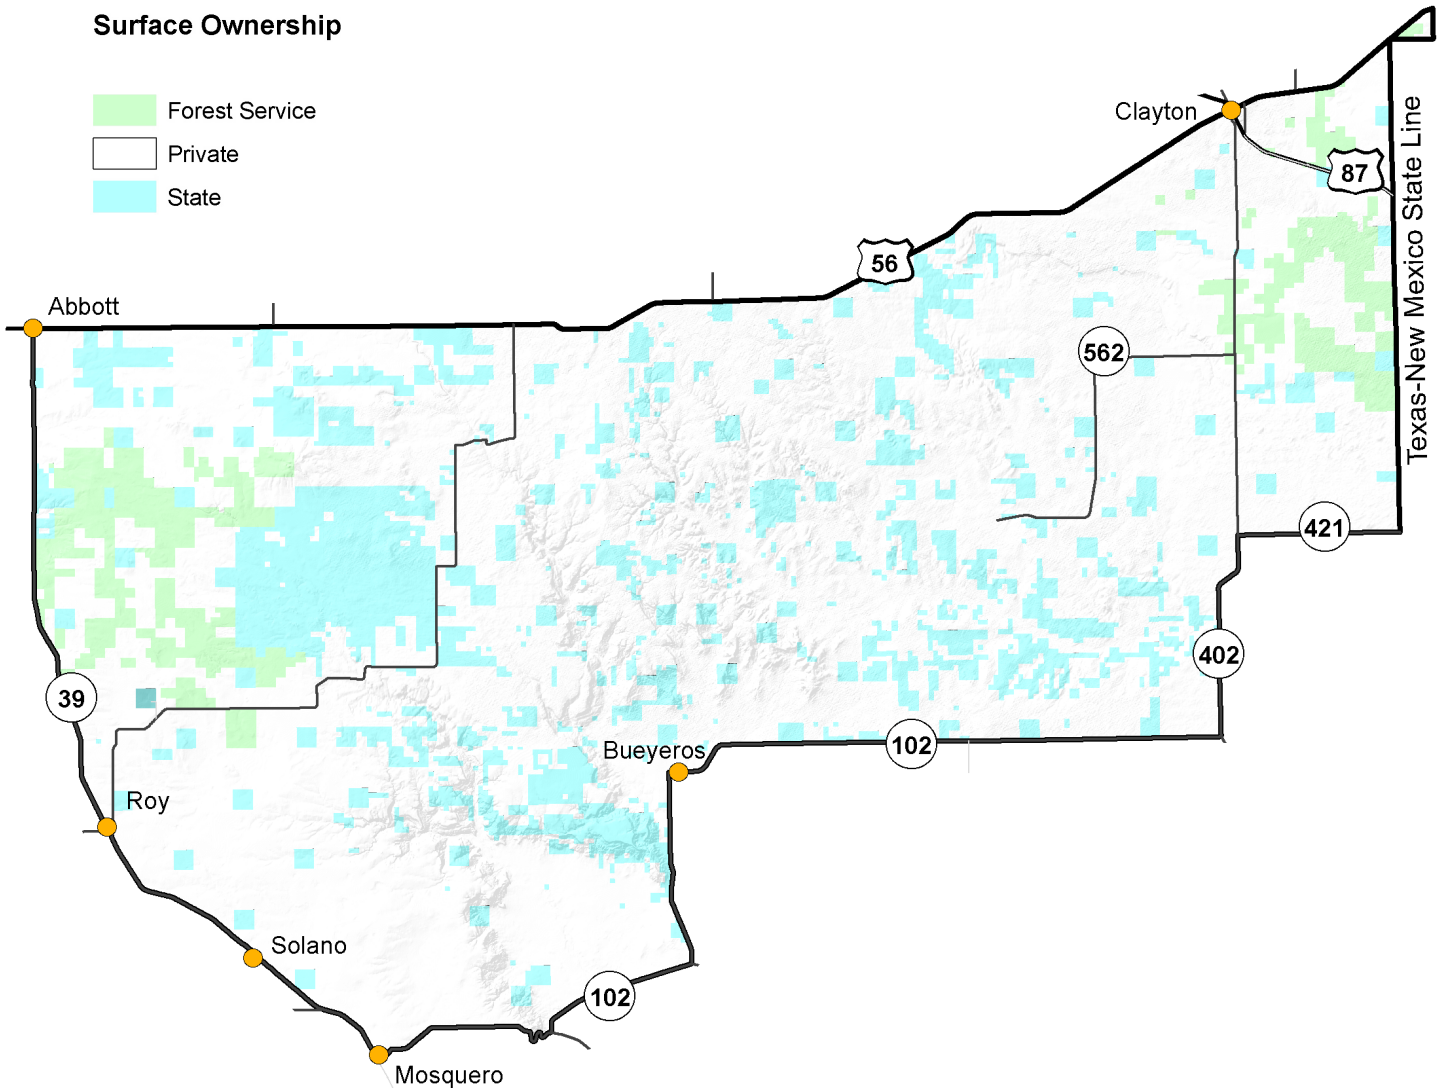 Surface Ownership
Forest Service
Private
State
Clayton
87
Texas-New Mexico State Line
56
Abbott
562
421
402
39
102
Bueyeros
Roy
Solano
102
Mosquero